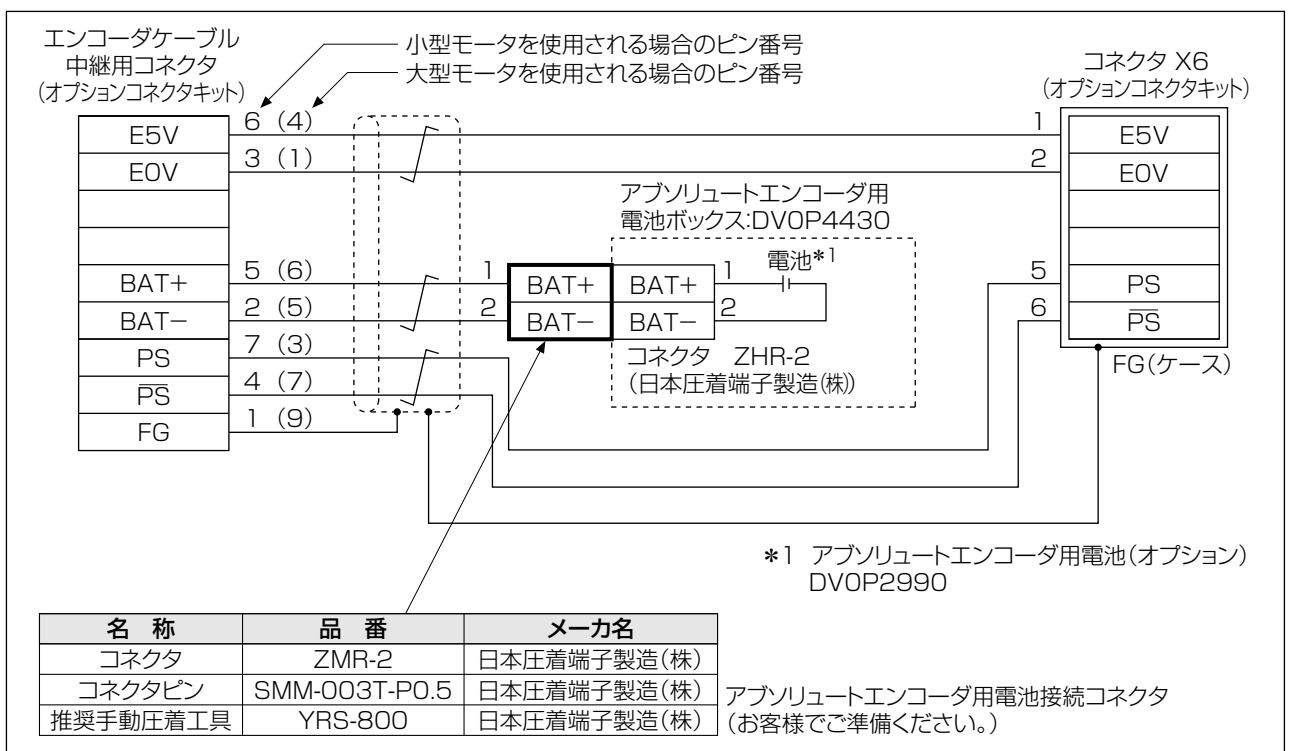 エンコーダケーブル
中継用コネクタ
(オプションコネクタキット)
小型モータを使用される場合のピン番号
大型モータを使用される場合のピン番号
コネクタ X6
(オプションコネクタキット)
E5V 6 (4)
E0V 3 (1)
BAT+ 5 (6)
BAT− 2 (5)
PS 7 (3)
P̅S̅ 4 (7)
FG 1 (9)
アブソリュートエンコーダ用
電池ボックス:DV0P4430
1 BAT+ BAT+ 1
2 BAT− BAT− 2
電池*1
コネクタ ZHR-2
(日本圧着端子製造(株))
1 E5V
2 E0V
5 PS
6 P̅S̅
FG(ケース)
*1 アブソリュートエンコーダ用電池(オプション)
DV0P2990
名 称 品 番 メーカ名
コネクタ ZMR-2 日本圧着端子製造(株)
コネクタピン SMM-003T-P0.5 日本圧着端子製造(株)
推奨手動圧着工具 YRS-800 日本圧着端子製造(株)
アブソリュートエンコーダ用電池接続コネクタ
(お客様でご準備ください。)